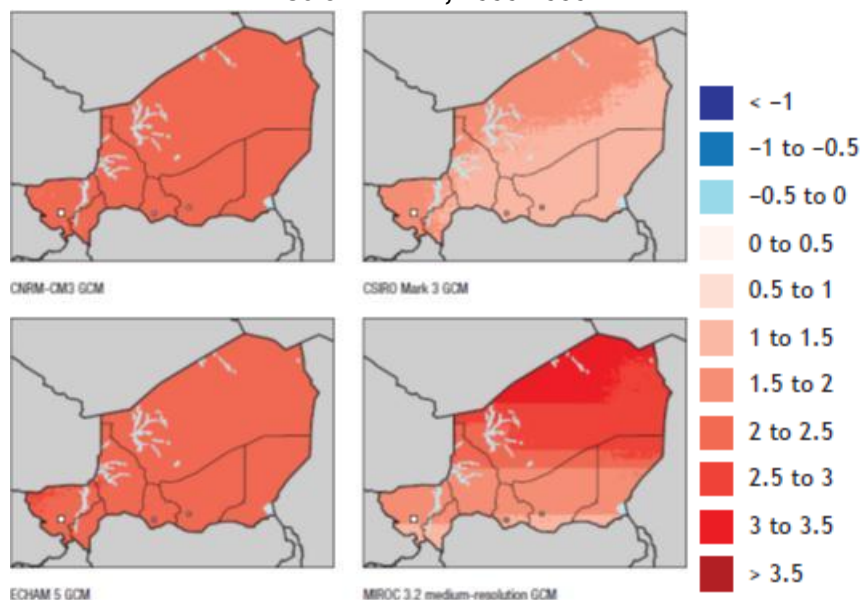 CNRM-CM3 GCM
CSIRO Mark 3 GCM
ECHAM 5 GCM
MIROC 3.2 medium-resolution GCM
< –1
–1 to –0.5
–0.5 to 0
0 to 0.5
0.5 to 1
1 to 1.5
1.5 to 2
2 to 2.5
2.5 to 3
3 to 3.5
> 3.5